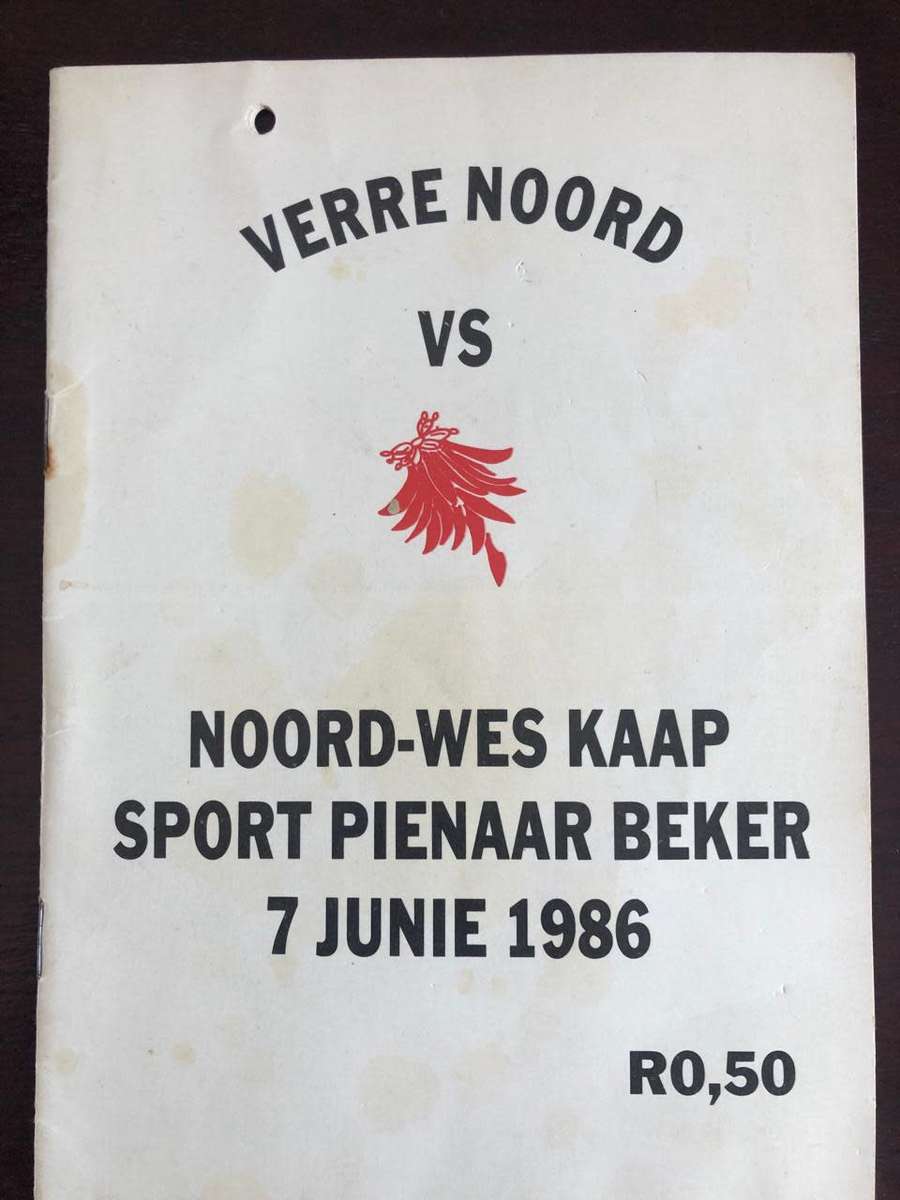 VERRE NOORD
VS
NOORD-WES KAAP
SPORT PIENAAR BEKER
7 JUNIE 1986
R0,50